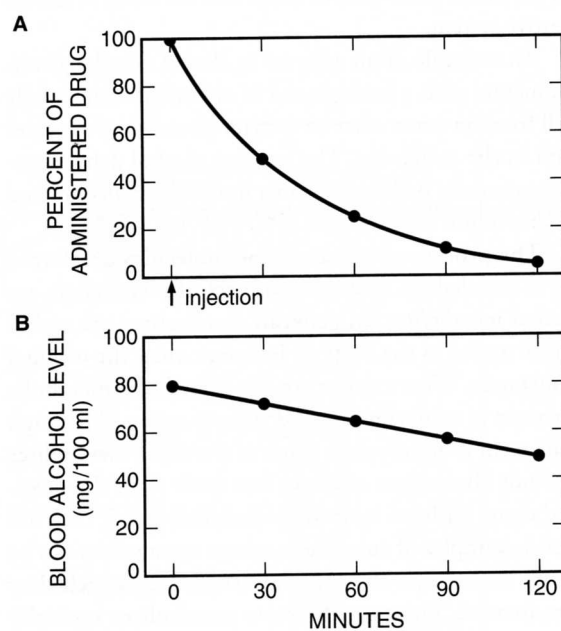 A
PERCENT OF
ADMINISTERED DRUG
100
80
60
40
20
0
injection
B
BLOOD ALCOHOL LEVEL
(mg/100 ml)
100
80
60
40
20
0
0 30 60 90 120
MINUTES